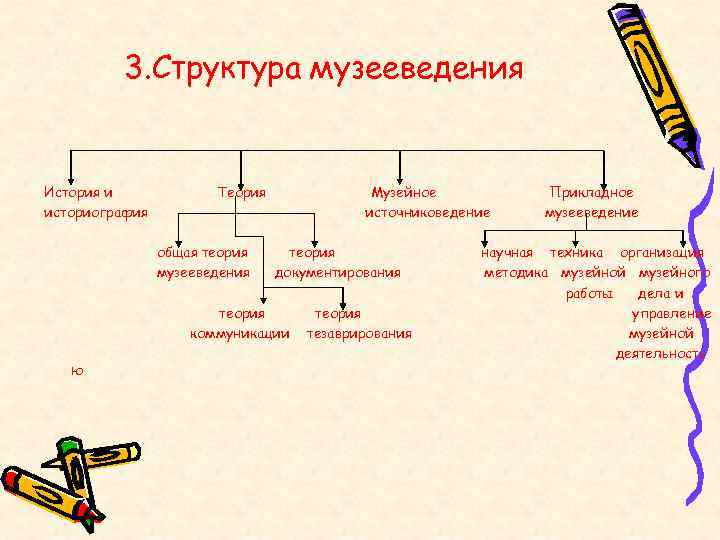 3.Структура музееведения
История и Теория Музейное Прикладное
историография источниковедение музееведение
общая теория теория научная техника организация
музееведения документирования методика музейной музейного
работы дела и
теория теория управление
коммуникации тезаврирования музейной
деятельность
ю